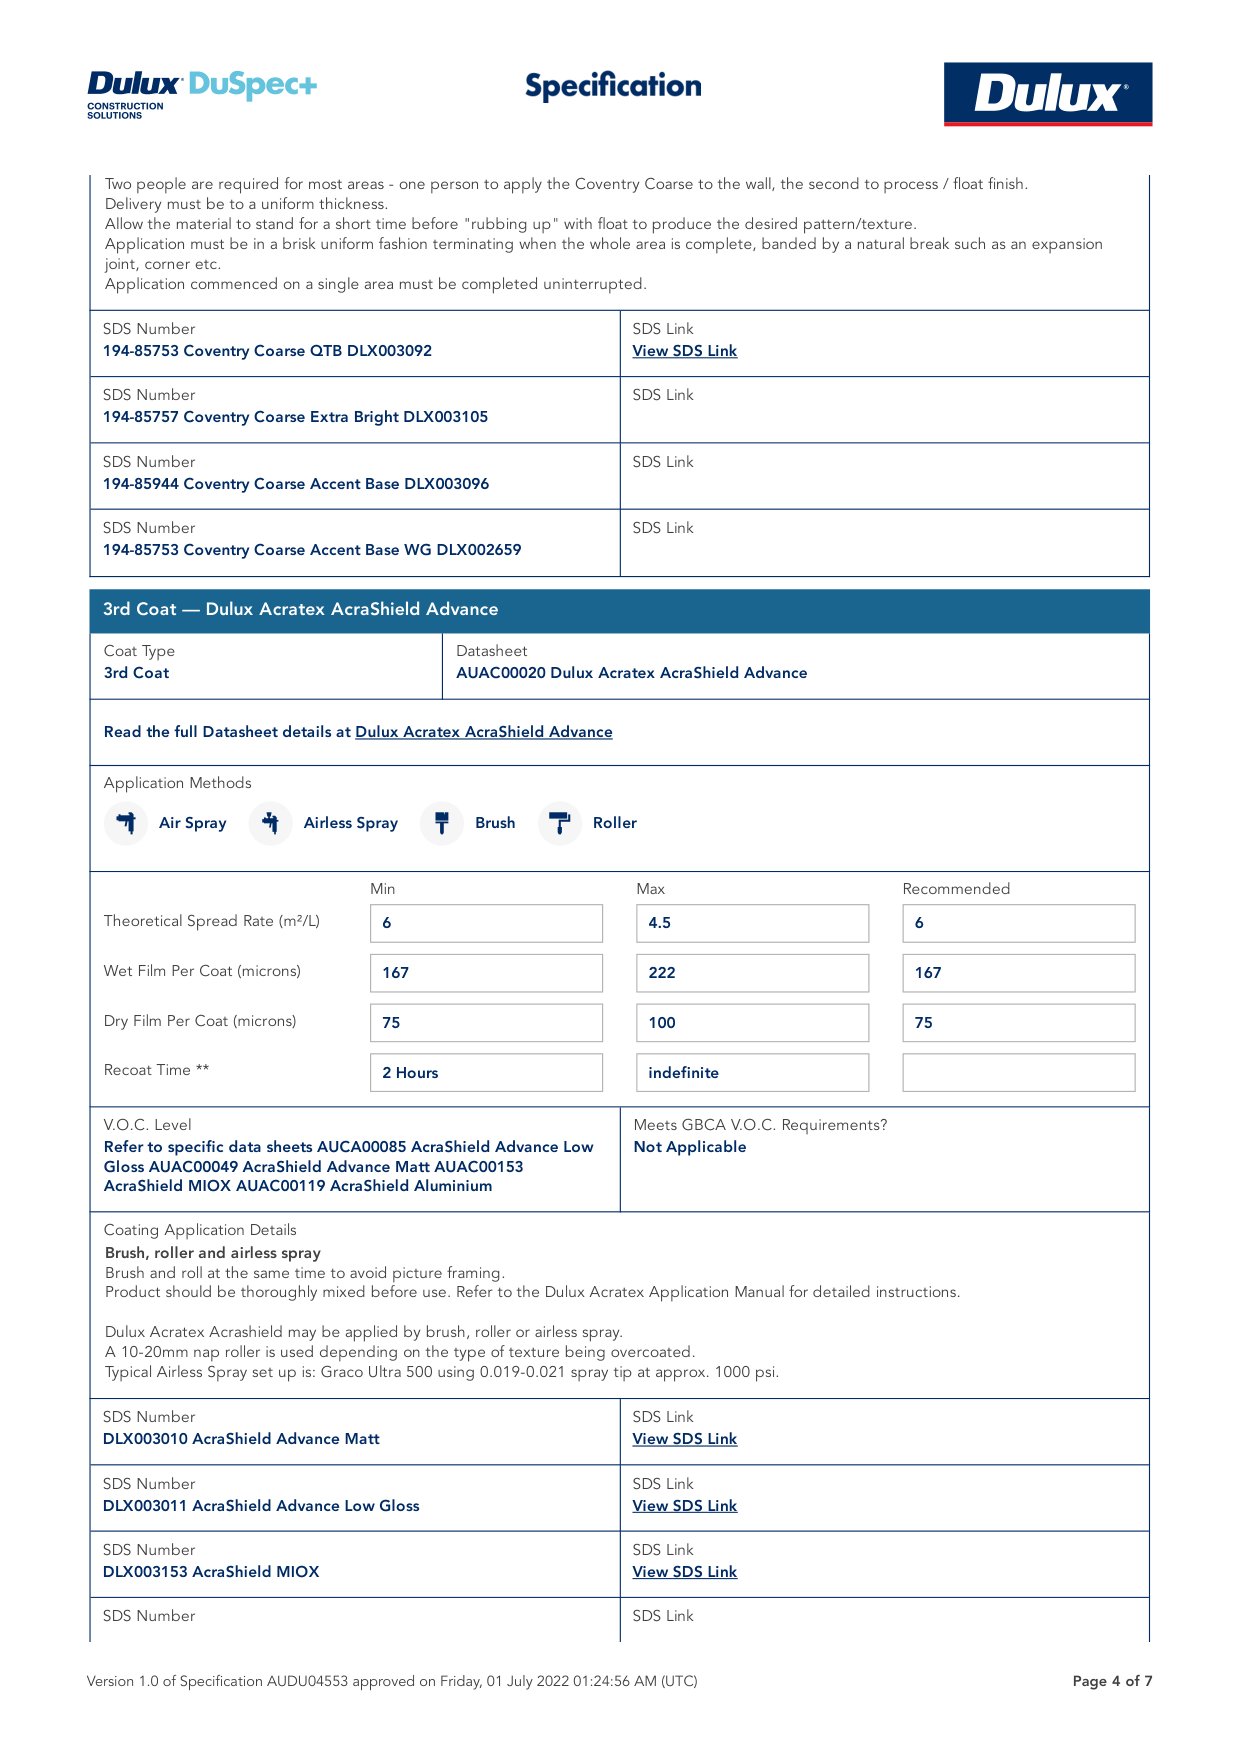 Dulux DuSpec+
CONSTRUCTION
SOLUTIONS
Specification
Dulux®
Two people are required for most areas - one person to apply the Coventry Coarse to the wall, the second to process / float finish.
Delivery must be to a uniform thickness.
Allow the material to stand for a short time before "rubbing up" with float to produce the desired pattern/texture.
Application must be in a brisk uniform fashion terminating when the whole area is complete, banded by a natural break such as an expansion
joint, corner etc.
Application commenced on a single area must be completed uninterrupted.
SDS Number
194-85753 Coventry Coarse QTB DLX003092
SDS Link
View SDS Link
SDS Number
194-85757 Coventry Coarse Extra Bright DLX003105
SDS Link
SDS Number
194-85944 Coventry Coarse Accent Base DLX003096
SDS Link
SDS Number
194-85753 Coventry Coarse Accent Base WG DLX002659
SDS Link
3rd Coat — Dulux Acratex AcraShield Advance
Coat Type
3rd Coat
Datasheet
AUAC00020 Dulux Acratex AcraShield Advance
Read the full Datasheet details at Dulux Acratex AcraShield Advance
Application Methods
Air Spray Airless Spray Brush Roller
Min Max Recommended
Theoretical Spread Rate (m²/L) 6 4.5 6
Wet Film Per Coat (microns) 167 222 167
Dry Film Per Coat (microns) 75 100 75
Recoat Time ** 2 Hours indefinite
V.O.C. Level
Refer to specific data sheets AUCA00085 AcraShield Advance Low
Gloss AUAC00049 AcraShield Advance Matt AUAC00153
AcraShield MIOX AUAC00119 AcraShield Aluminium
Meets GBCA V.O.C. Requirements?
Not Applicable
Coating Application Details
Brush, roller and airless spray
Brush and roll at the same time to avoid picture framing.
Product should be thoroughly mixed before use. Refer to the Dulux Acratex Application Manual for detailed instructions.
Dulux Acratex Acrashield may be applied by brush, roller or airless spray.
A 10-20mm nap roller is used depending on the type of texture being overcoated.
Typical Airless Spray set up is: Graco Ultra 500 using 0.019-0.021 spray tip at approx. 1000 psi.
SDS Number
DLX003010 AcraShield Advance Matt
SDS Link
View SDS Link
SDS Number
DLX003011 AcraShield Advance Low Gloss
SDS Link
View SDS Link
SDS Number
DLX003153 AcraShield MIOX
SDS Link
View SDS Link
SDS Number
SDS Link
Version 1.0 of Specification AUDU04553 approved on Friday, 01 July 2022 01:24:56 AM (UTC)
Page 4 of 7